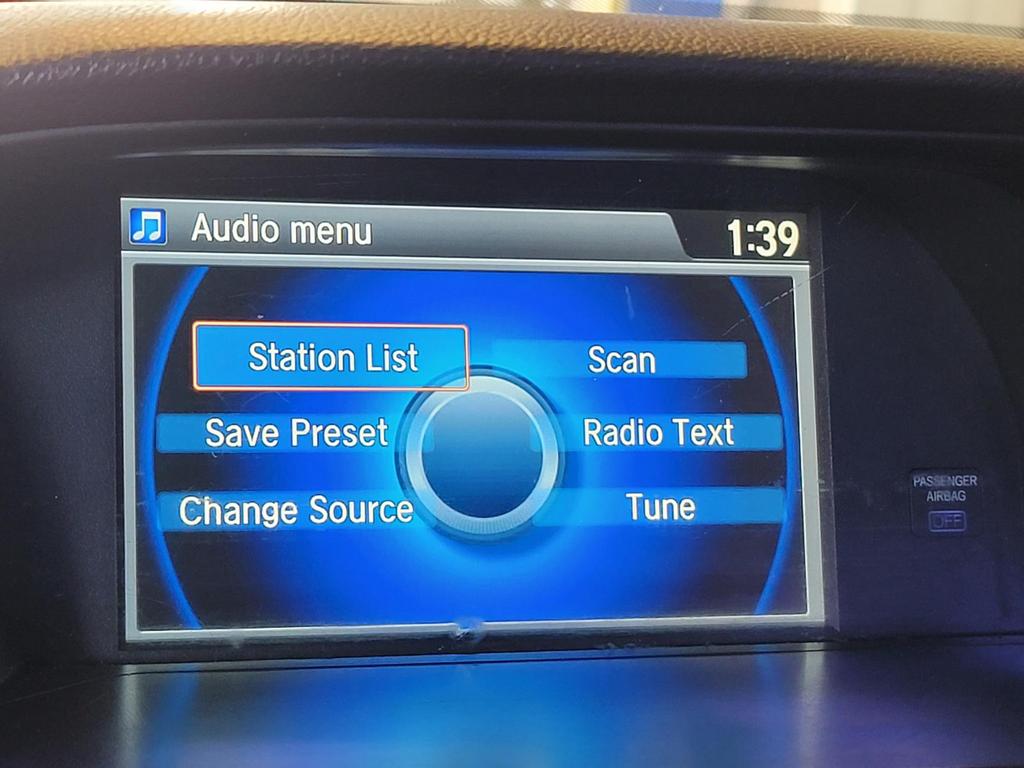 Audio menu
1:39
Station List
Scan
Save Preset
Radio Text
Change Source
Tune
PASSENGER
AIRBAG
OFF